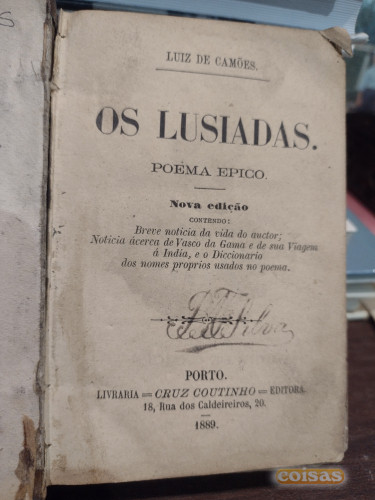 LUIZ DE CAMÕES.
OS LUSIADAS.
POEMA EPICO.
Nova edição
CONTENDO:
Breve noticia da vida do auctor;
Noticia ácerca de Vasco da Gama e de sua Viagem
á India, e o Diccionario
dos nomes proprios usados no poema.
Silva
PORTO.
LIVRARIA = CRUZ COUTINHO = EDITORA.
18, Rua dos Caldeireiros, 20.
1889.
coisas